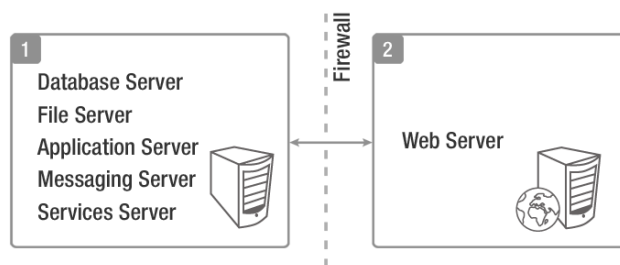 1
Database Server
File Server
Application Server
Messaging Server
Services Server
Firewall
2
Web Server